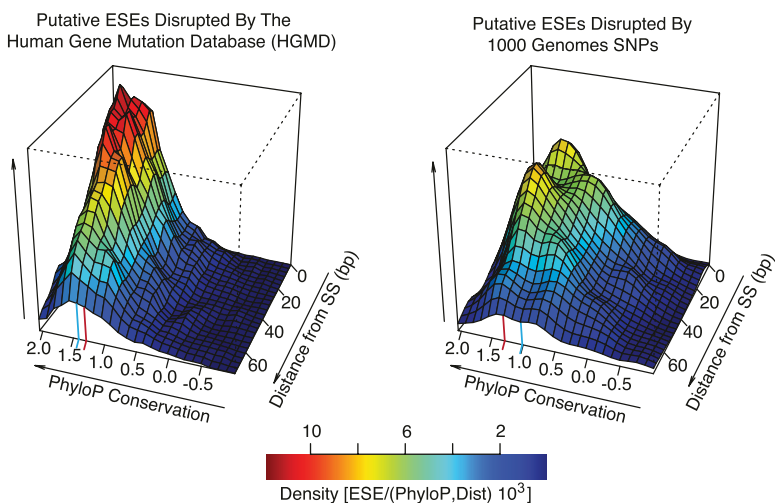 Putative ESEs Disrupted By The
Human Gene Mutation Database (HGMD)
Putative ESEs Disrupted By
1000 Genomes SNPs
2.0
1.5
1.0
0.5
0.0
-0.5
PhyloP Conservation
0
20
40
60
Distance from SS (bp)
2.0
1.5
1.0
0.5
0.0
-0.5
PhyloP Conservation
0
20
40
60
Distance from SS (bp)
10 6 2
Density [ESE/(PhyloP,Dist) 10³]